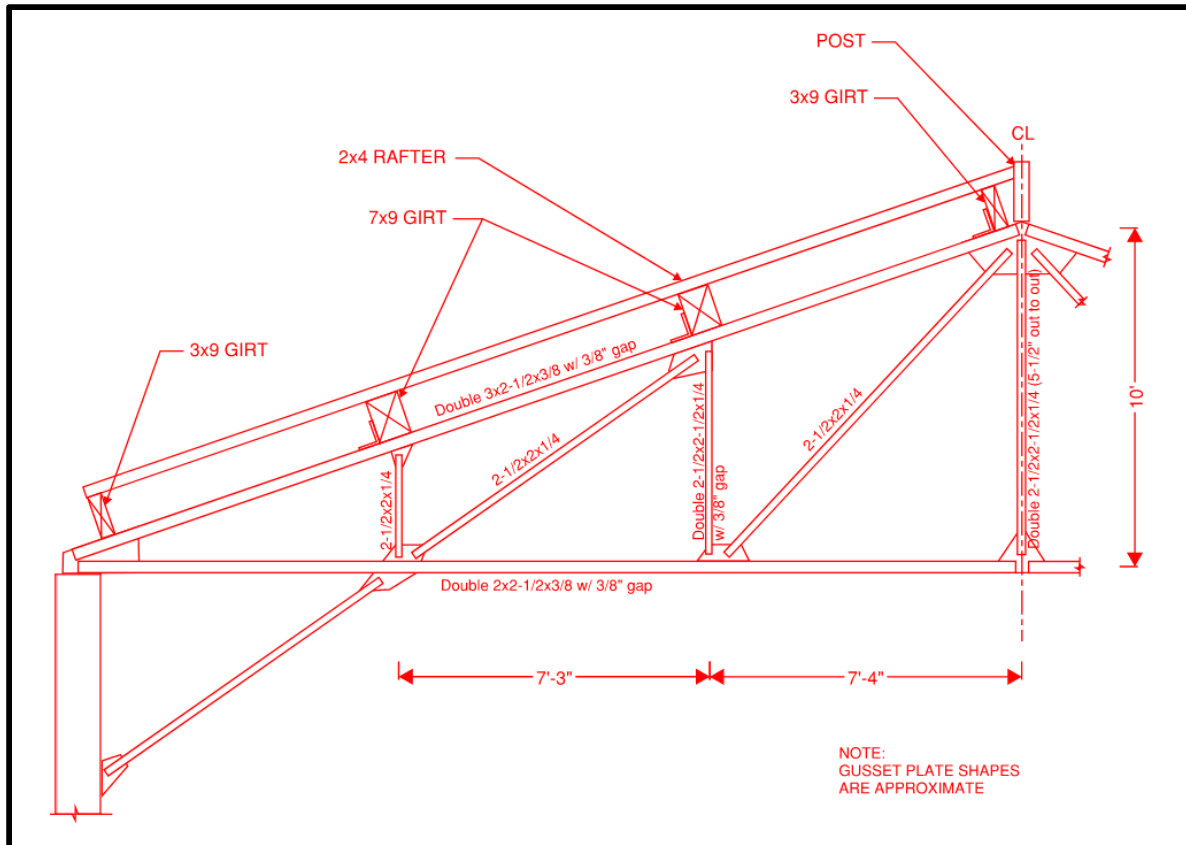 POST
3x9 GIRT
CL
2x4 RAFTER
7x9 GIRT
3x9 GIRT
Double 3x2-1/2x3/8 w/ 3/8" gap
2-1/2x2x1/4
2-1/2x2x1/4
Double 2-1/2x2-1/2x1/4
w/ 3/8" gap
2-1/2x2x1/4
Double 2-1/2x2-1/2x1/4 (5-1/2" out to out)
10'
Double 2x2-1/2x3/8 w/ 3/8" gap
7'-3"
7'-4"
NOTE:
GUSSET PLATE SHAPES
ARE APPROXIMATE